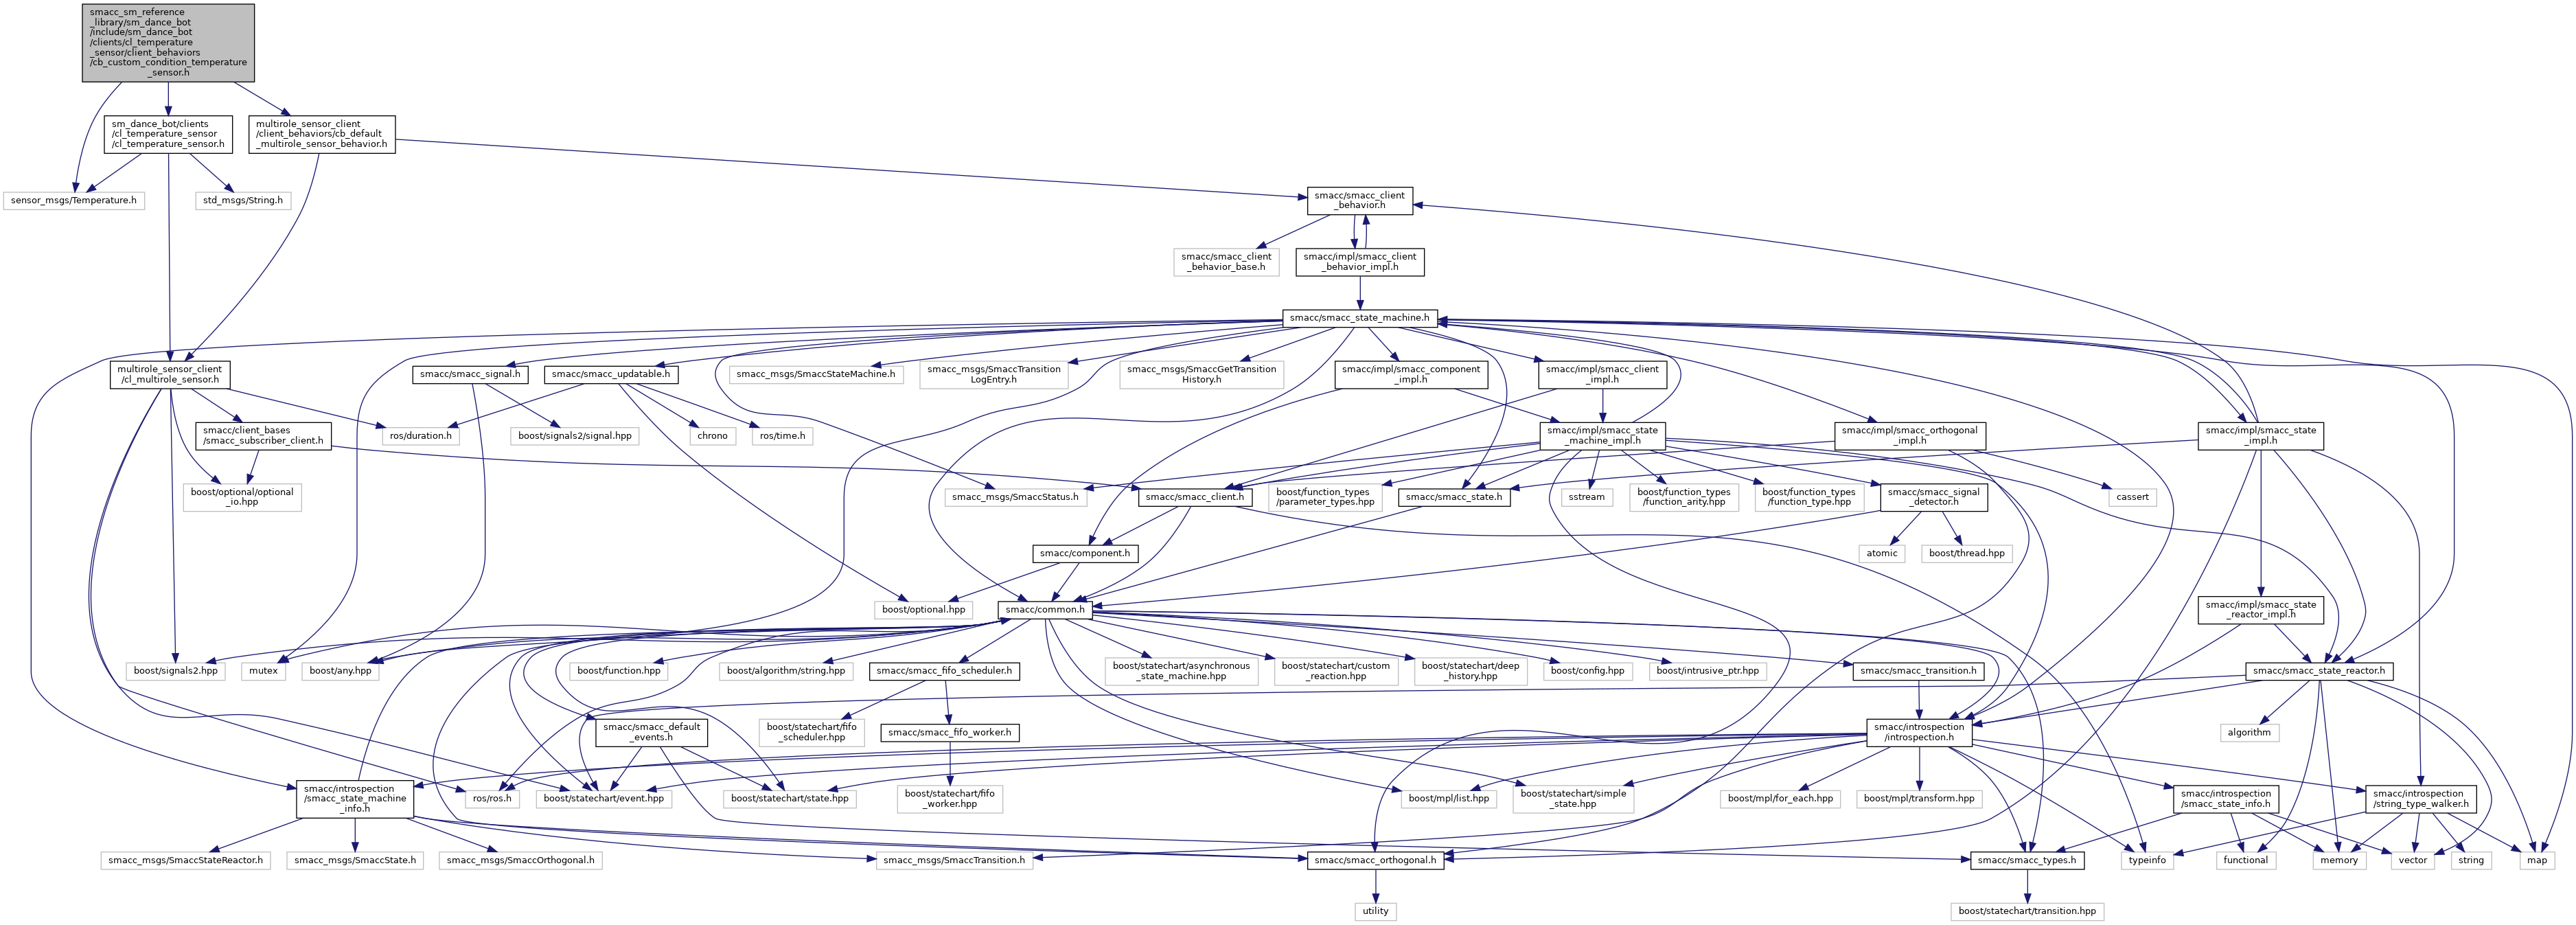 smacc_sm_reference
_library/sm_dance_bot
/include/sm_dance_bot
/clients/cl_temperature
_sensor/client_behaviors
/cb_custom_condition_temperature
_sensor.h
sm_dance_bot/clients
/cl_temperature_sensor
/cl_temperature_sensor.h
multirole_sensor_client
/client_behaviors/cb_default
_multirole_sensor_behavior.h
sensor_msgs/Temperature.h
std_msgs/String.h
smacc/smacc_client
_behavior.h
smacc/smacc_client
_behavior_base.h
smacc/impl/smacc_client
_behavior_impl.h
smacc/smacc_state_machine.h
multirole_sensor_client
/cl_multirole_sensor.h
smacc/smacc_signal.h
smacc/smacc_updatable.h
smacc_msgs/SmaccStateMachine.h
smacc_msgs/SmaccTransition
LogEntry.h
smacc_msgs/SmaccGetTransition
History.h
smacc/impl/smacc_component
_impl.h
smacc/impl/smacc_client
_impl.h
smacc/client_bases
/smacc_subscriber_client.h
ros/duration.h
boost/signals2/signal.hpp
chrono
ros/time.h
smacc/impl/smacc_state
_machine_impl.h
smacc/impl/smacc_orthogonal
_impl.h
smacc/impl/smacc_state
_impl.h
boost/optional/optional
_io.hpp
smacc_msgs/SmaccStatus.h
smacc/smacc_client.h
boost/function_types
/parameter_types.hpp
smacc/smacc_state.h
sstream
boost/function_types
/function_arity.hpp
boost/function_types
/function_type.hpp
smacc/smacc_signal
_detector.h
cassert
smacc/component.h
atomic
boost/thread.hpp
boost/optional.hpp
smacc/common.h
smacc/impl/smacc_state
_reactor_impl.h
boost/signals2.hpp
mutex
boost/any.hpp
boost/function.hpp
boost/algorithm/string.hpp
smacc/smacc_fifo_scheduler.h
boost/statechart/asynchronous
_state_machine.hpp
boost/statechart/custom
_reaction.hpp
boost/statechart/deep
_history.hpp
boost/config.hpp
boost/intrusive_ptr.hpp
smacc/smacc_transition.h
smacc/smacc_state_reactor.h
smacc/smacc_default
_events.h
boost/statechart/fifo
_scheduler.hpp
smacc/smacc_fifo_worker.h
smacc/introspection
/introspection.h
algorithm
smacc/introspection
/smacc_state_machine
_info.h
ros/ros.h
boost/statechart/event.hpp
boost/statechart/state.hpp
boost/statechart/fifo
_worker.hpp
boost/mpl/list.hpp
boost/statechart/simple
_state.hpp
boost/mpl/for_each.hpp
boost/mpl/transform.hpp
smacc/introspection
/smacc_state_info.h
smacc/introspection
/string_type_walker.h
smacc_msgs/SmaccStateReactor.h
smacc_msgs/SmaccState.h
smacc_msgs/SmaccOrthogonal.h
smacc_msgs/SmaccTransition.h
smacc/smacc_orthogonal.h
smacc/smacc_types.h
typeinfo
functional
memory
vector
string
map
utility
boost/statechart/transition.hpp